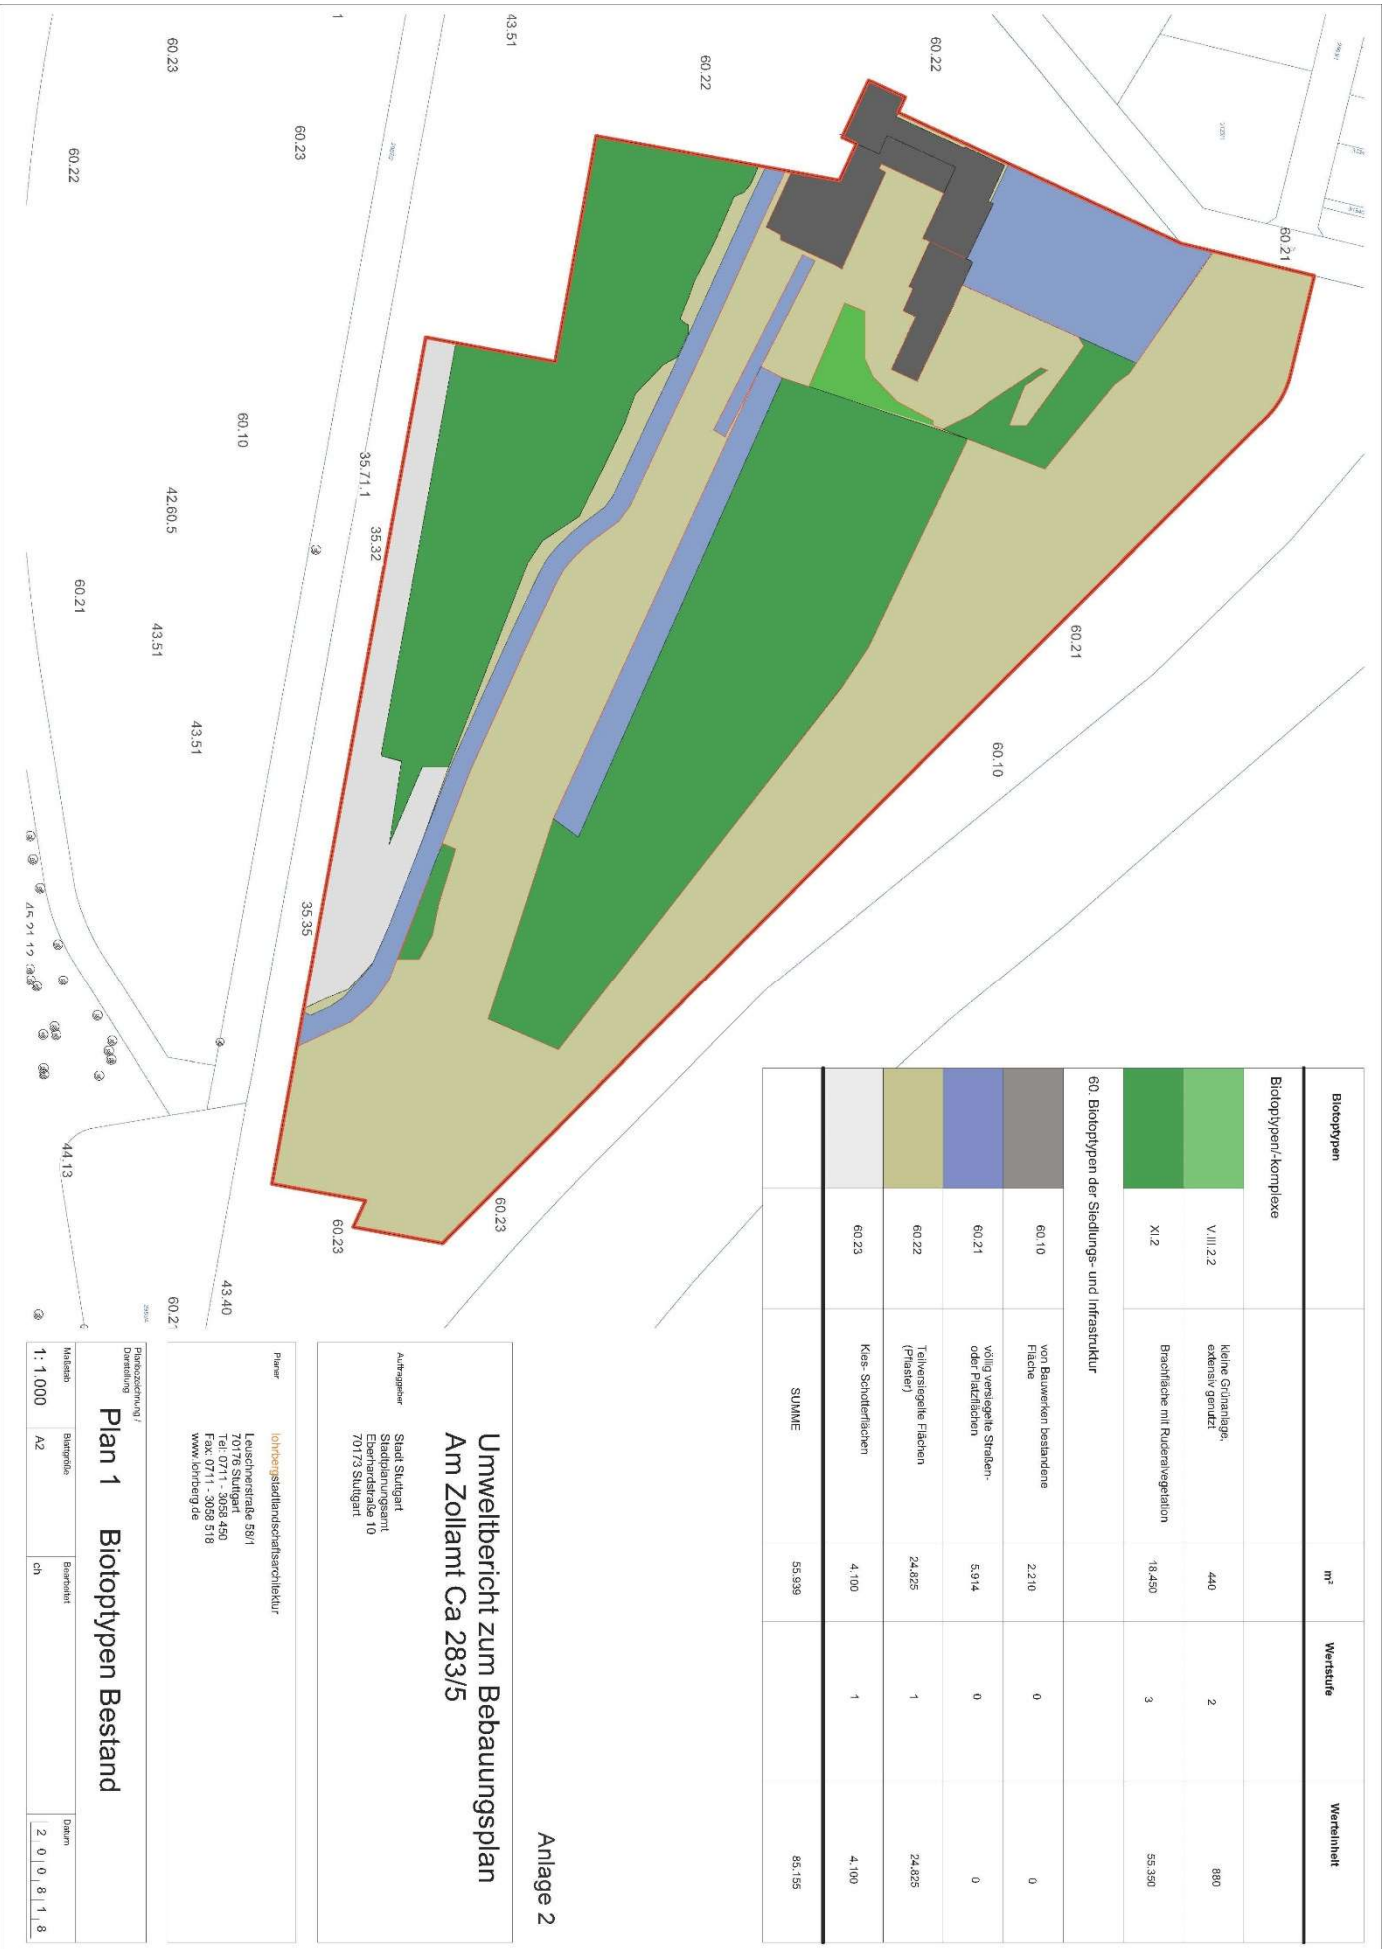 Biotoptypen
m²
Wertstufe
Werteinheit
Biotoptypen/-komplexe
V.III.2.2
kleine Grünanlage,
extensiv genutzt
440
2
880
XI.2
Brachfläche mit Ruderalvegetation
18.450
3
55.350
60. Biotoptypen der Siedlungs- und Infrastruktur
60.10
von Bauwerken bestandene
Fläche
2.210
0
0
60.21
völlig versiegelte Straßen-
oder Platzflächen
5.914
0
0
60.22
Teilversiegelte Flächen
(Pflaster)
24.825
1
24.825
60.23
Kies- Schotterflächen
4.100
1
4.100
SUMME
55.939
85.155
Anlage 2
Umweltbericht zum Bebauungsplan
Am Zollamt Ca 283/5
Auftraggeber
Stadt Stuttgart
Stadtplanungsamt
Eberhardstraße 10
70173 Stuttgart
Planer
lohrbergstadtlandschaftsarchitektur
Leuschnerstraße 58/1
70176 Stuttgart
Tel: 0711 - 3058 450
Fax: 0711 - 3058 518
www.lohrberg.de
Planbezeichnung /
Darstellung
Plan 1 Biotoptypen Bestand
Maßstab
1: 1.000
Blattgröße
A2
Bearbeitet
ch
Datum
2 0 0 8 1 8
60.21
60.22
60.22
43.51
1
60.23
60.23
60.22
60.21
60.10
60.10
35.71.1
35.32
42.60.5
60.21
43.51
43.51
35.35
45.21.12
44.13
60.23
60.23
43.40
60.2